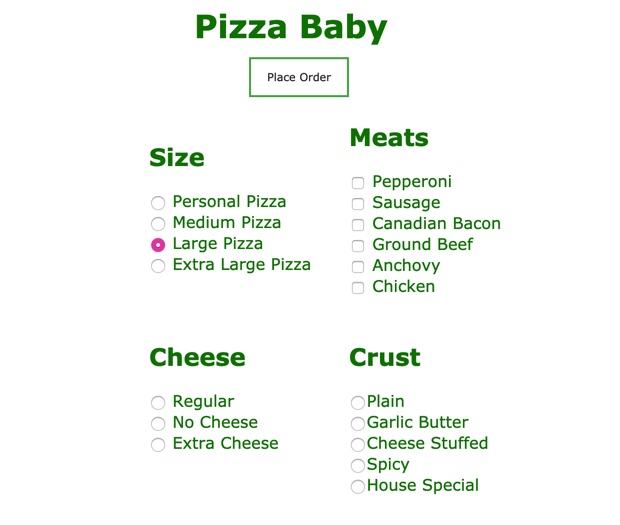 Pizza Baby
Place Order
Size
Personal Pizza
Medium Pizza
Large Pizza
Extra Large Pizza
Meats
Pepperoni
Sausage
Canadian Bacon
Ground Beef
Anchovy
Chicken
Cheese
Regular
No Cheese
Extra Cheese
Crust
Plain
Garlic Butter
Cheese Stuffed
Spicy
House Special